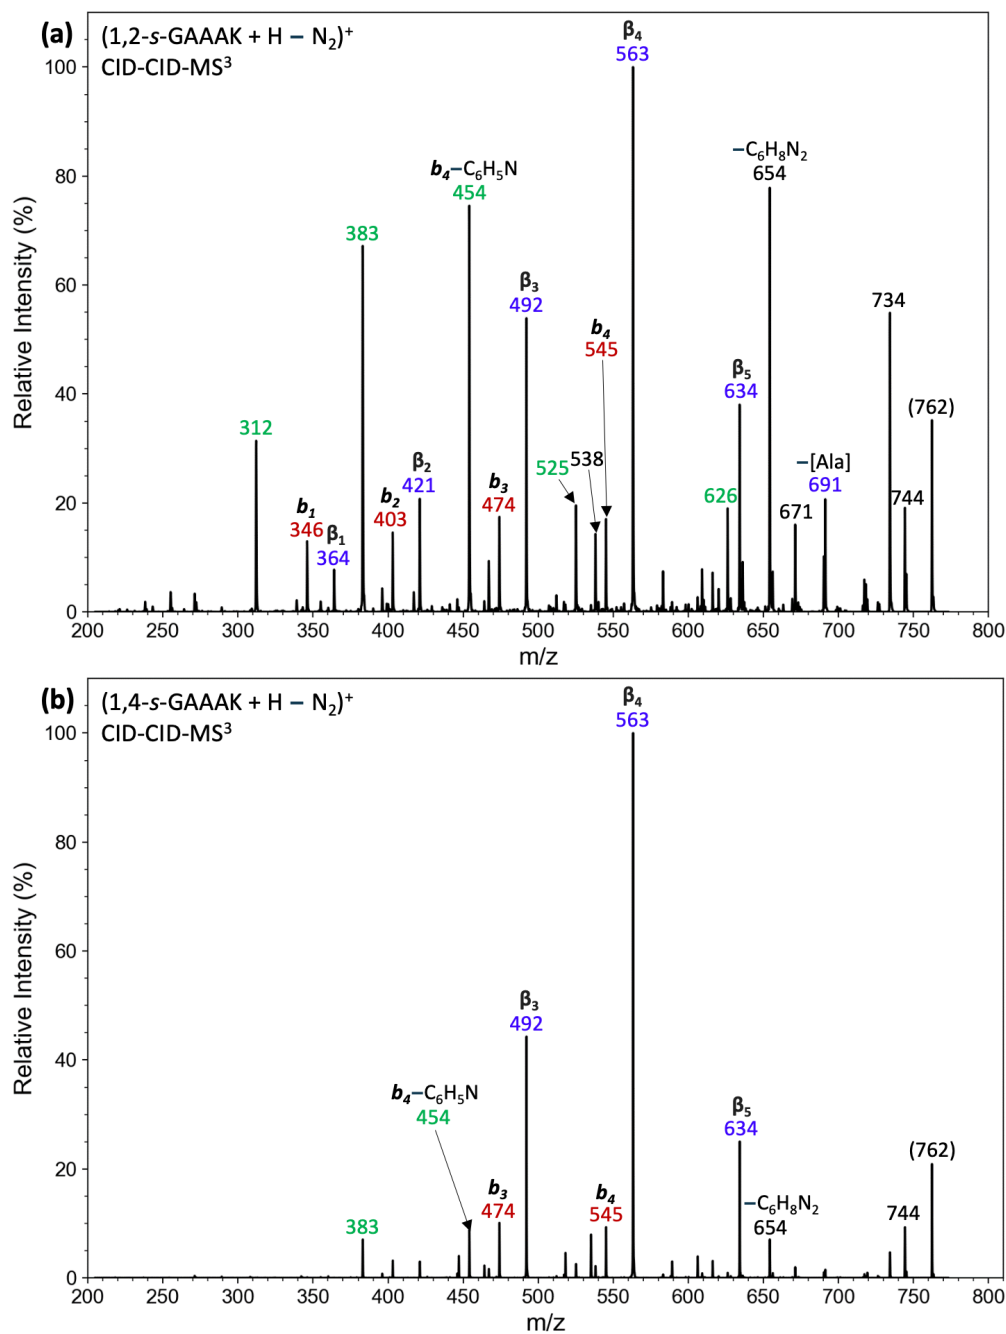 (a) (1,2-s-GAAAK + H – N₂)⁺
CID-CID-MS³
β₄
563
–C₆H₈N₂
654
b₄–C₆H₅N
454
383
β₃
492
b₄
545
734
β₅
634
(762)
312
β₂
421
b₃
474
525
538
–[Ala]
691
626
671
744
b₁
346
β₁
364
b₂
403
Relative Intensity (%)
100
80
60
40
20
0
200
250
300
350
400
450
500
550
600
650
700
750
800
m/z
(b) (1,4-s-GAAAK + H – N₂)⁺
CID-CID-MS³
β₄
563
β₃
492
b₄–C₆H₅N
454
β₅
634
(762)
383
b₃
474
b₄
545
–C₆H₈N₂
654
744
Relative Intensity (%)
100
80
60
40
20
0
200
250
300
350
400
450
500
550
600
650
700
750
800
m/z